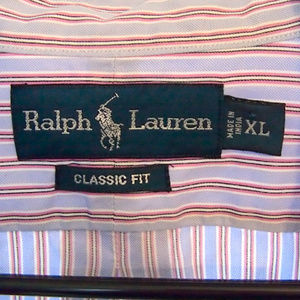 Ralph Lauren
MADE IN
INDIA
XL
CLASSIC FIT